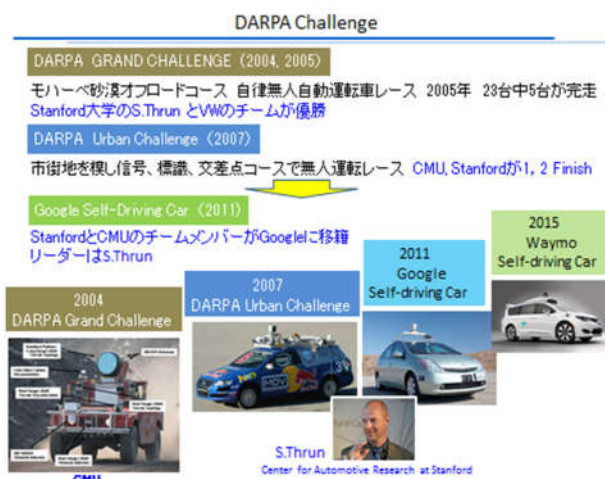 DARPA Challenge
DARPA GRAND CHALLENGE (2004, 2005)
モハーベ砂漠オフロードコース 自律無人自動運転車レース 2005年 23台中5台が完走
Stanford大学のS.Thrun とVWのチームが優勝
DARPA Urban Challenge (2007)
市街地を模し信号、標識、交差点コースで無人運転レース CMU, Stanfordが1, 2 Finish
Google Self-Driving Car (2011)
StanfordとCMUのチームメンバーがGoogleに移籍
リーダーはS.Thrun
2015
Waymo
Self-driving Car
2011
Google
Self-driving Car
2007
DARPA Urban Challenge
2004
DARPA Grand Challenge
S.Thrun
Center for Automotive Research at Stanford
CMU